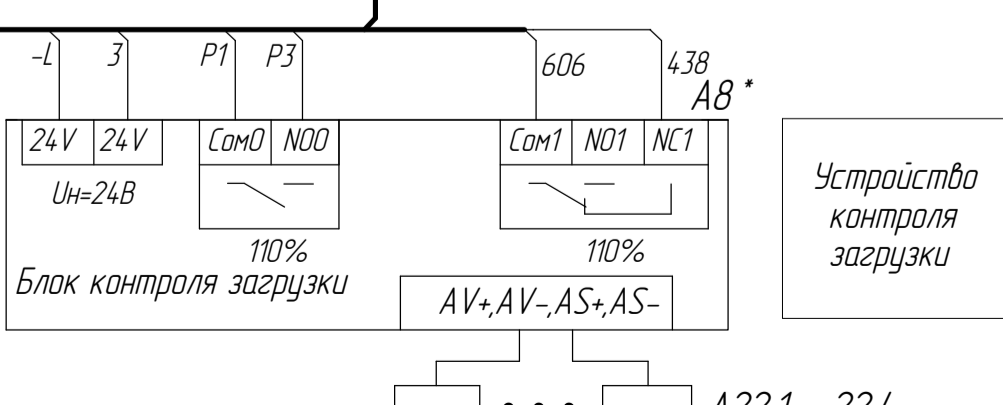 -L 3 P1 P3 606 438
A8 *
24V 24V Com0 NO0 Com1 NO1 NC1
Uн=24В
110% 110%
Блок контроля загрузки
AV+,AV-,AS+,AS-
Устройство
контроля
загрузки